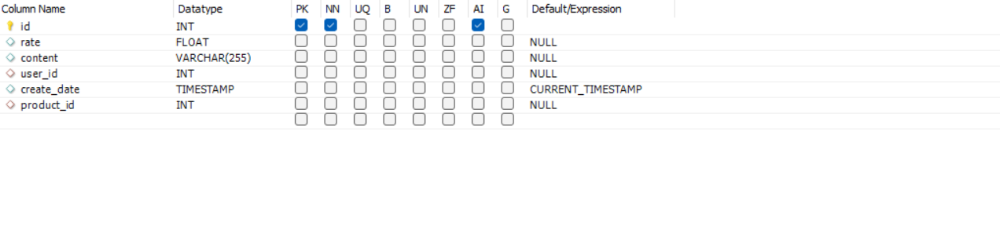 Column Name Datatype PK NN UQ B UN ZF AI G Default/Expression
id INT
rate FLOAT NULL
content VARCHAR(255) NULL
user_id INT NULL
create_date TIMESTAMP CURRENT_TIMESTAMP
product_id INT NULL